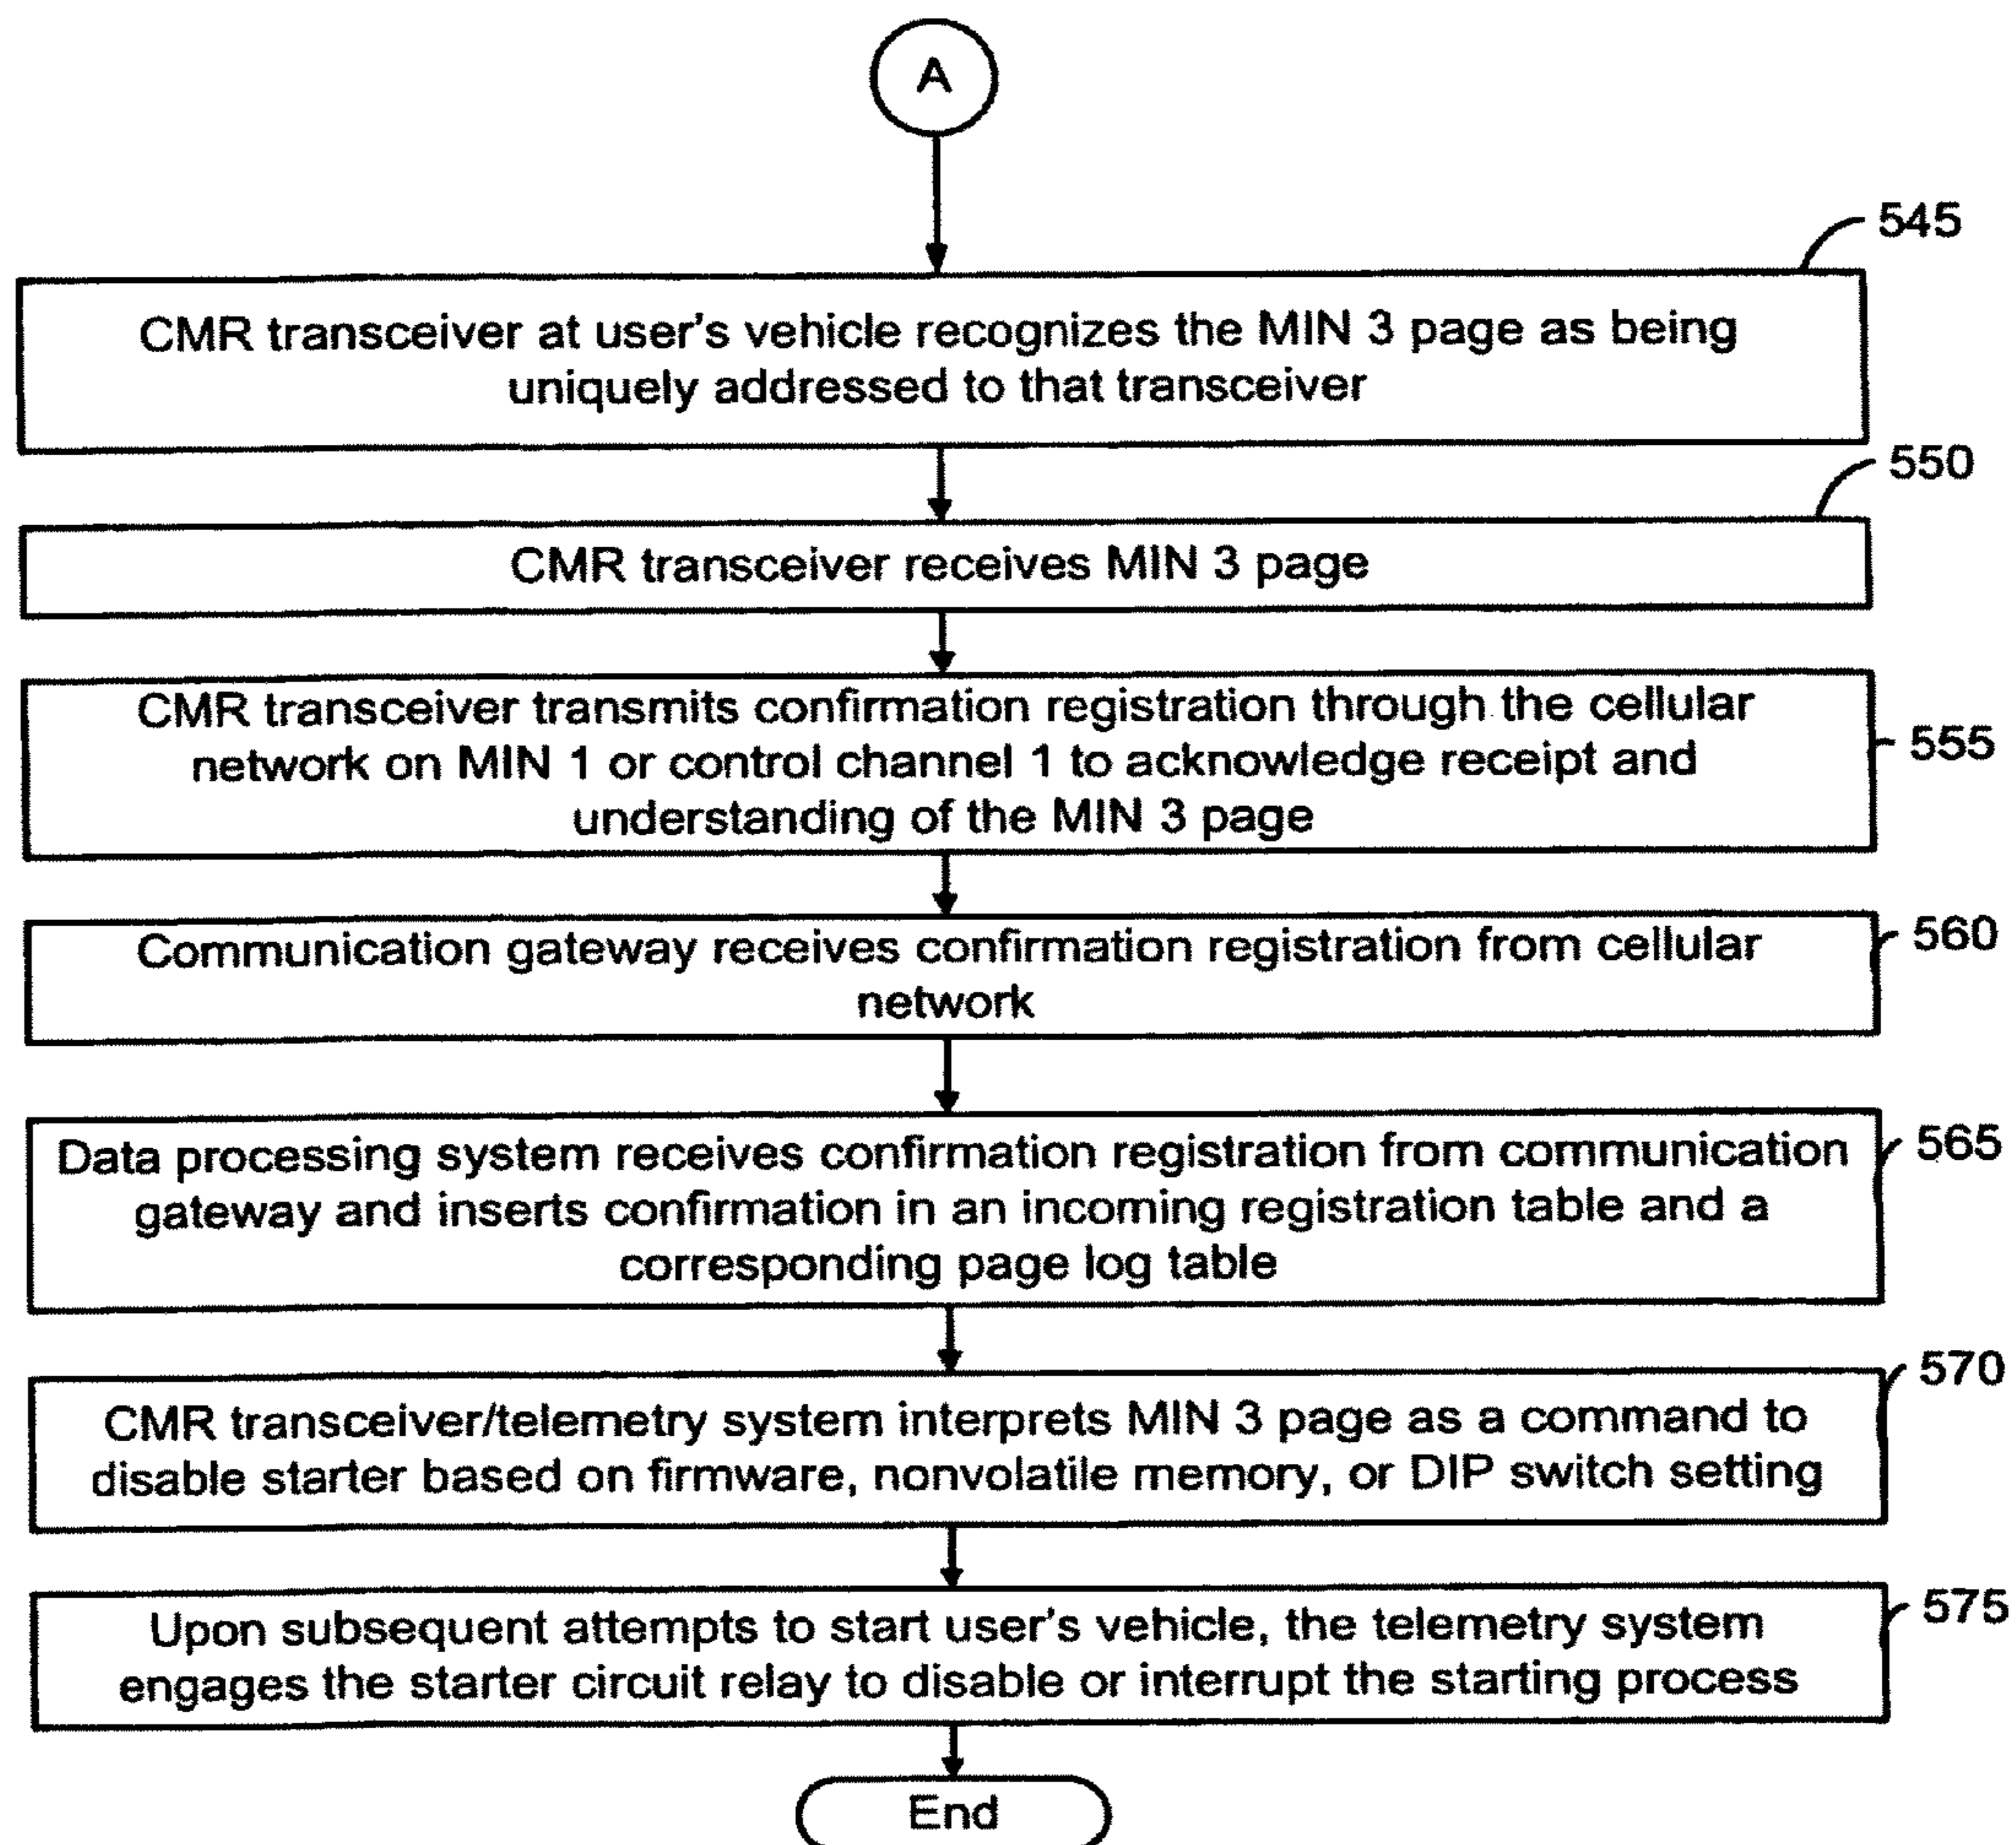 A
545
CMR transceiver at user's vehicle recognizes the MIN 3 page as being
uniquely addressed to that transceiver
550
CMR transceiver receives MIN 3 page
CMR transceiver transmits confirmation registration through the cellular
network on MIN 1 or control channel 1 to acknowledge receipt and
understanding of the MIN 3 page
555
Communication gateway receives confirmation registration from cellular
network
560
Data processing system receives confirmation registration from communication
gateway and inserts confirmation in an incoming registration table and a
corresponding page log table
565
CMR transceiver/telemetry system interprets MIN 3 page as a command to
disable starter based on firmware, nonvolatile memory, or DIP switch setting
570
Upon subsequent attempts to start user's vehicle, the telemetry system
engages the starter circuit relay to disable or interrupt the starting process
575
End